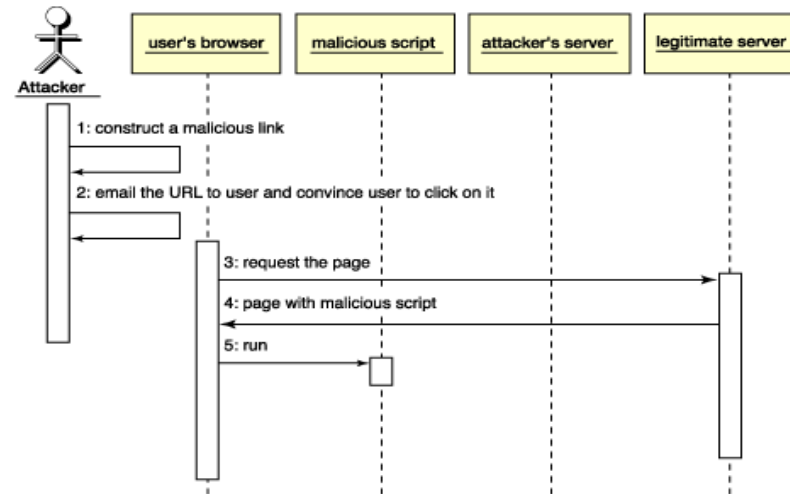 user's browser
malicious script
attacker's server
legitimate server
Attacker
1: construct a malicious link
2: email the URL to user and convince user to click on it
3: request the page
4: page with malicious script
5: run